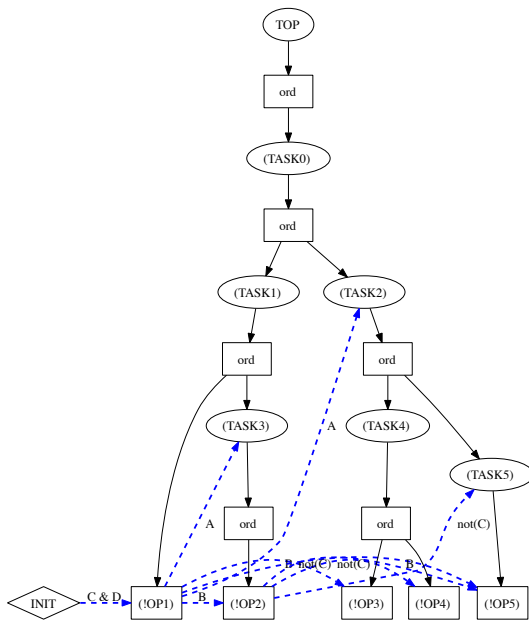 TOP
ord
(TASK0)
ord
(TASK1)
(TASK2)
ord
ord
A
(TASK3)
(TASK4)
(TASK5)
A
ord
ord
not(C)
B
not(C)
not(C)
B
INIT
C & D
(!OP1)
B
(!OP2)
(!OP3)
(!OP4)
(!OP5)